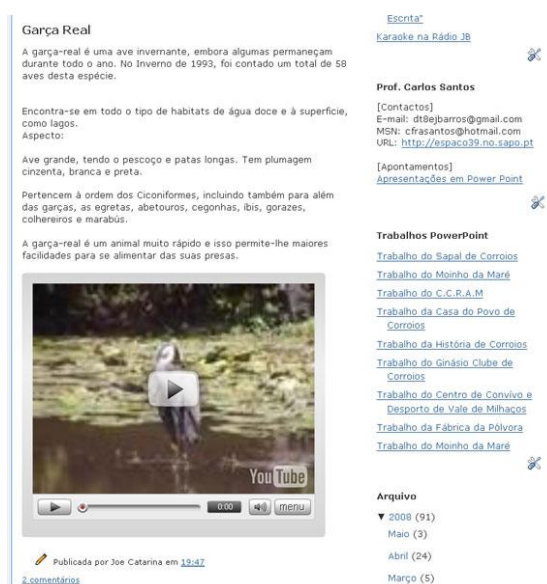 Garça Real
A garça-real é uma ave invernante, embora algumas permaneçam
durante todo o ano. No Inverno de 1993, foi contado um total de 58
aves desta espécie.
Encontra-se em todo o tipo de habitats de água doce e à superficie,
como lagos.
Aspecto:
Ave grande, tendo o pescoço e patas longas. Tem plumagem
cinzenta, branca e preta.
Pertencem à ordem dos Ciconiformes, incluindo também para além
das garças, as egretas, abetouros, cegonhas, íbis, gorazes,
colhereiros e marabús.
A garça-real é um animal muito rápido e isso permite-lhe maiores
facilidades para se alimentar das suas presas.
You Tube
0:00 menu
Publicada por Joe Catarina em 19:47
2 comentários
Escrita"
Karaoke na Rádio JB
Prof. Carlos Santos
[Contactos]
E-mail: dt8ejbarros@gmail.com
MSN: cfrasantos@hotmail.com
URL: http://espaco39.no.sapo.pt
[Apontamentos]
Apresentações em Power Point
Trabalhos PowerPoint
Trabalho do Sapal de Corroios
Trabalho do Moinho da Maré
Trabalho do C.C.R.A.M
Trabalho da Casa do Povo de
Corroios
Trabalho da História de Corroios
Trabalho do Ginásio Clube de
Corroios
Trabalho do Centro de Convívo e
Desporto de Vale de Milhaços
Trabalho da Fábrica da Pólvora
Trabalho do Moinho da Maré
Arquivo
▼ 2008 (91)
Maio (3)
Abril (24)
Março (5)